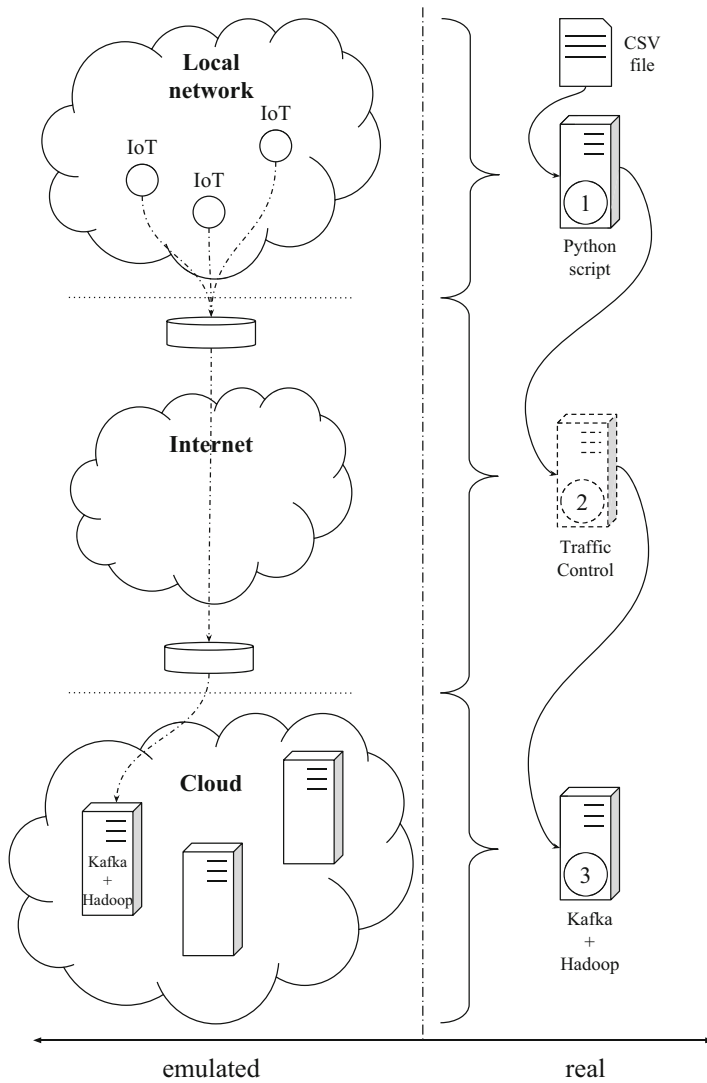 Local
network
IoT
IoT
IoT
Internet
Cloud
Kafka
+
Hadoop
CSV
file
1
Python
script
2
Traffic
Control
3
Kafka
+
Hadoop
emulated
real